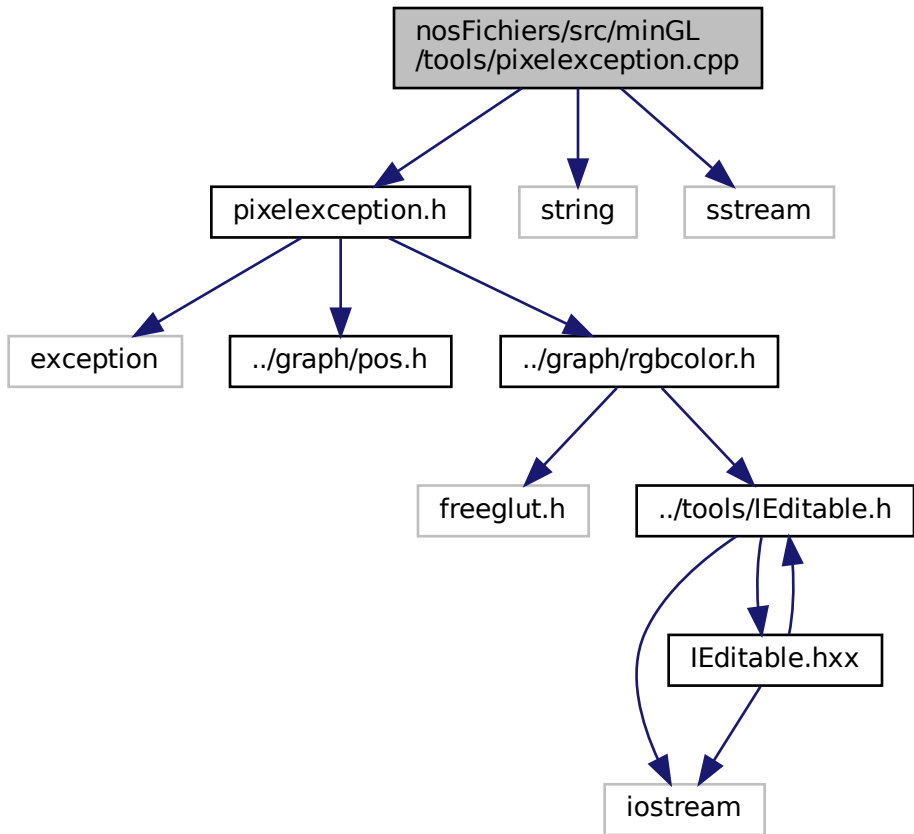 nosFichiers/src/minGL
/tools/pixelexception.cpp
pixelexception.h
string
sstream
exception
../graph/pos.h
../graph/rgbcolor.h
freeglut.h
../tools/IEditable.h
IEditable.hxx
iostream